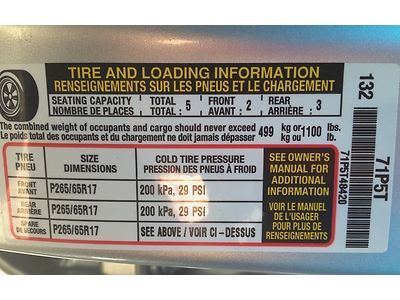 TIRE AND LOADING INFORMATION
RENSEIGNEMENTS SUR LES PNEUS ET LE CHARGEMENT
SEATING CAPACITY TOTAL : 5 FRONT : 2 REAR : 3
NOMBRE DE PLACES TOTAL AVANT ARRIÈRE
The combined weight of occupants and cargo should never exceed 499 kg or 1100 lbs.
Le poids total des occupants et du chargement ne doit jamais dépasser kg ou lb.
TIRE SIZE COLD TIRE PRESSURE
PNEU DIMENSIONS PRESSION DES PNEUS À FROID
FRONT P265/65R17 200 kPa, 29 PSI
AVANT
REAR P265/65R17 200 kPa, 29 PSI
ARRIÈRE
SPARE P265/65R17 SEE ABOVE / VOIR CI-DESSUS
DE SECOURS
SEE OWNER'S
MANUAL FOR
ADDITIONAL
INFORMATION
VOIR LE MANUEL
DE L'USAGER
POUR PLUS DE
RENSEIGNEMENTS
132
71P5T